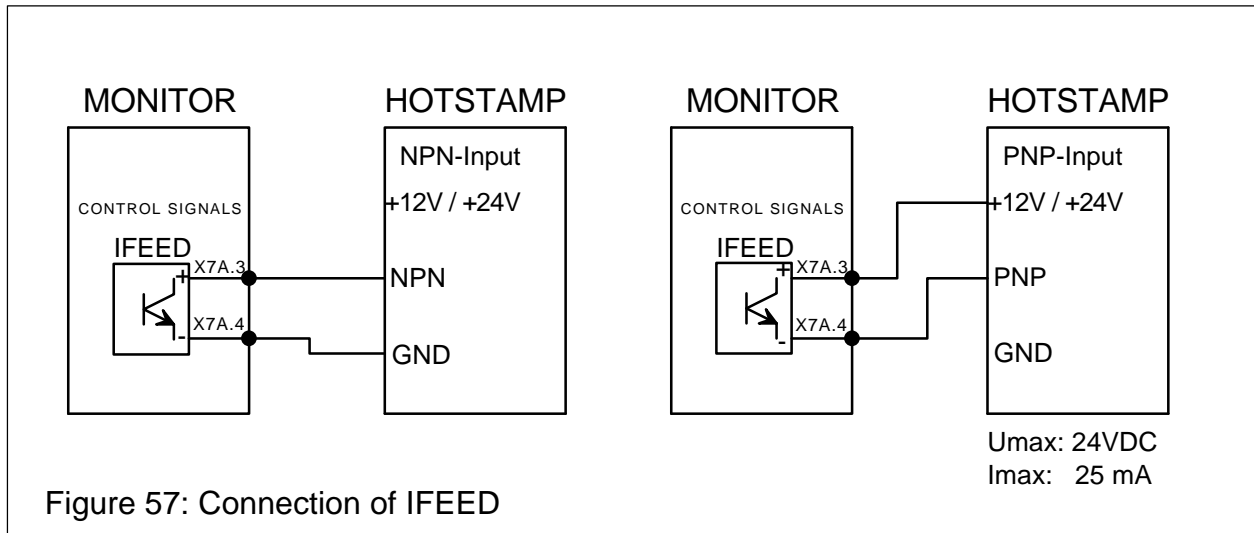 MONITOR
HOTSTAMP
NPN-Input
+12V / +24V
CONTROL SIGNALS
IFEED
+
X7A.3
NPN
X7A.4
-
GND
MONITOR
HOTSTAMP
PNP-Input
+12V / +24V
CONTROL SIGNALS
IFEED
+
X7A.3
PNP
X7A.4
-
GND
Umax: 24VDC
Imax: 25 mA
Figure 57: Connection of IFEED